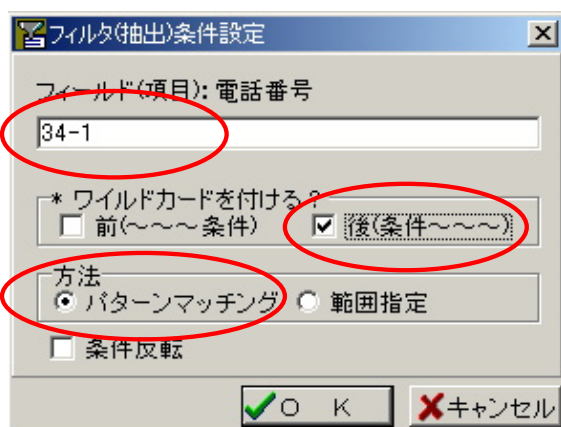 フィルタ(抽出)条件設定
フィールド(項目): 電話番号
34-1
* ワイルドカードを付ける?
前(~~~条件) 後(条件~~~)
方法
パターンマッチング 範囲指定
条件反転
O K キャンセル